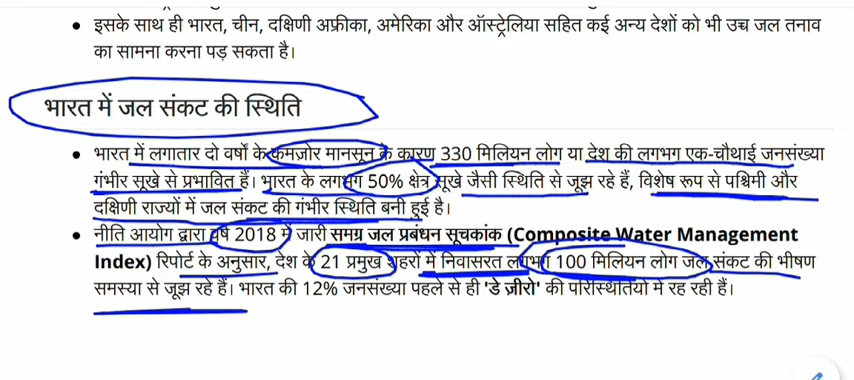 इसके साथ ही भारत, चीन, दक्षिणी अफ्रीका, अमेरिका और ऑस्ट्रेलिया सहित कई अन्य देशों को भी उच्च जल तनाव
का सामना करना पड़ सकता है।
भारत में जल संकट की स्थिति
भारत में लगातार दो वर्षों के कमज़ोर मानसून के कारण 330 मिलियन लोग या देश की लगभग एक-चौथाई जनसंख्या
गंभीर सूखे से प्रभावित हैं। भारत के लगभग 50% क्षेत्र सूखे जैसी स्थिति से जूझ रहे हैं, विशेष रूप से पश्चिमी और
दक्षिणी राज्यों में जल संकट की गंभीर स्थिति बनी हुई है।
नीति आयोग द्वारा वर्ष 2018 में जारी समग्र जल प्रबंधन सूचकांक (Composite Water Management
Index) रिपोर्ट के अनुसार, देश के 21 प्रमुख शहरों में निवासरत लगभग 100 मिलियन लोग जल संकट की भीषण
समस्या से जूझ रहे हैं। भारत की 12% जनसंख्या पहले से ही 'डे ज़ीरो' की परिस्थितियों में रह रही हैं।